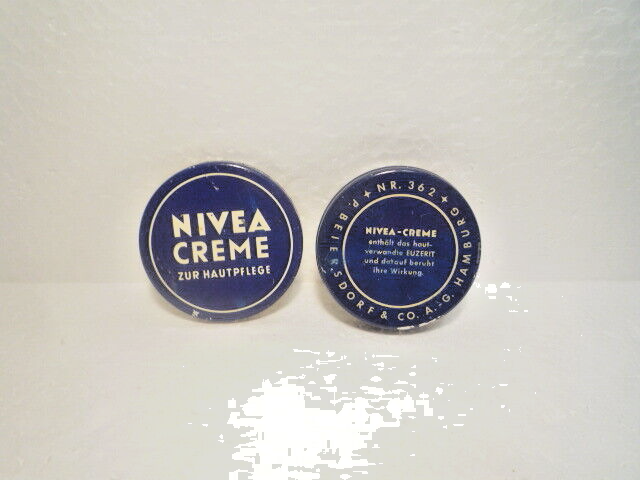 NIVEA
CREME
ZUR HAUTPFLEGE
NR. 362
P. BEIERSDORF & CO. A.-G. HAMBURG
NIVEA-CREME
enthält das haut-
verwandte EUZERIT
und darauf beruht
ihre Wirkung.